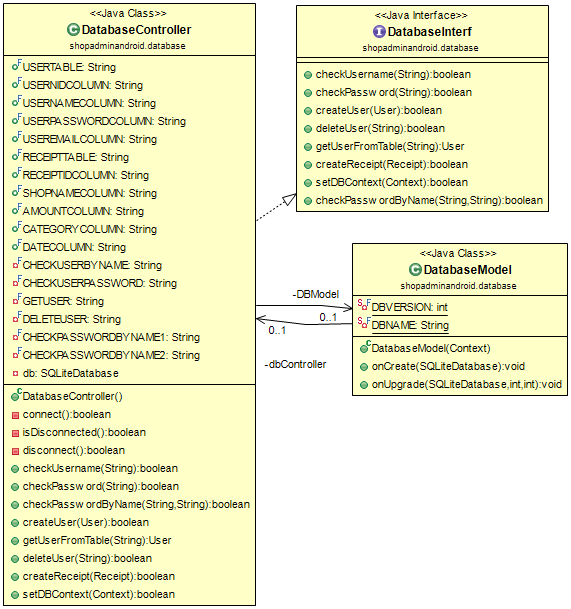 <<Java Class>>
DatabaseController
shopadminandroid.database
USERTABLE: String
USERNIDCOLUMN: String
USERNAMECOLUMN: String
USERPASSWORDCOLUMN: String
USEREMAILCOLUMN: String
RECEIPTTABLE: String
RECEIPTIDCOLUMN: String
SHOPNAMECOLUMN: String
AMOUNTCOLUMN: String
CATEGORYCOLUMN: String
DATECOLUMN: String
CHECKUSERBYNAME: String
CHECKUSERPASSWORD: String
GETUSER: String
DELETEUSER: String
CHECKPASSWORDBYNAME1: String
CHECKPASSWORDBYNAME2: String
db: SQLiteDatabase
DatabaseController()
connect():boolean
isDisconnected():boolean
disconnect():boolean
checkUsername(String):boolean
checkPassword(String):boolean
checkPasswordByName(String,String):boolean
createUser(User):boolean
getUserFromTable(String):User
deleteUser(String):boolean
createReceipt(Receipt):boolean
setDBContext(Context):boolean
<<Java Interface>>
DatabaseInterf
shopadminandroid.database
checkUsername(String):boolean
checkPassword(String):boolean
createUser(User):boolean
deleteUser(String):boolean
getUserFromTable(String):User
createReceipt(Receipt):boolean
setDBContext(Context):boolean
checkPasswordByName(String,String):boolean
-DBModel
0..1
0..1
-dbController
<<Java Class>>
DatabaseModel
shopadminandroid.database
DBVERSION: int
DBNAME: String
DatabaseModel(Context)
onCreate(SQLiteDatabase):void
onUpgrade(SQLiteDatabase,int,int):void